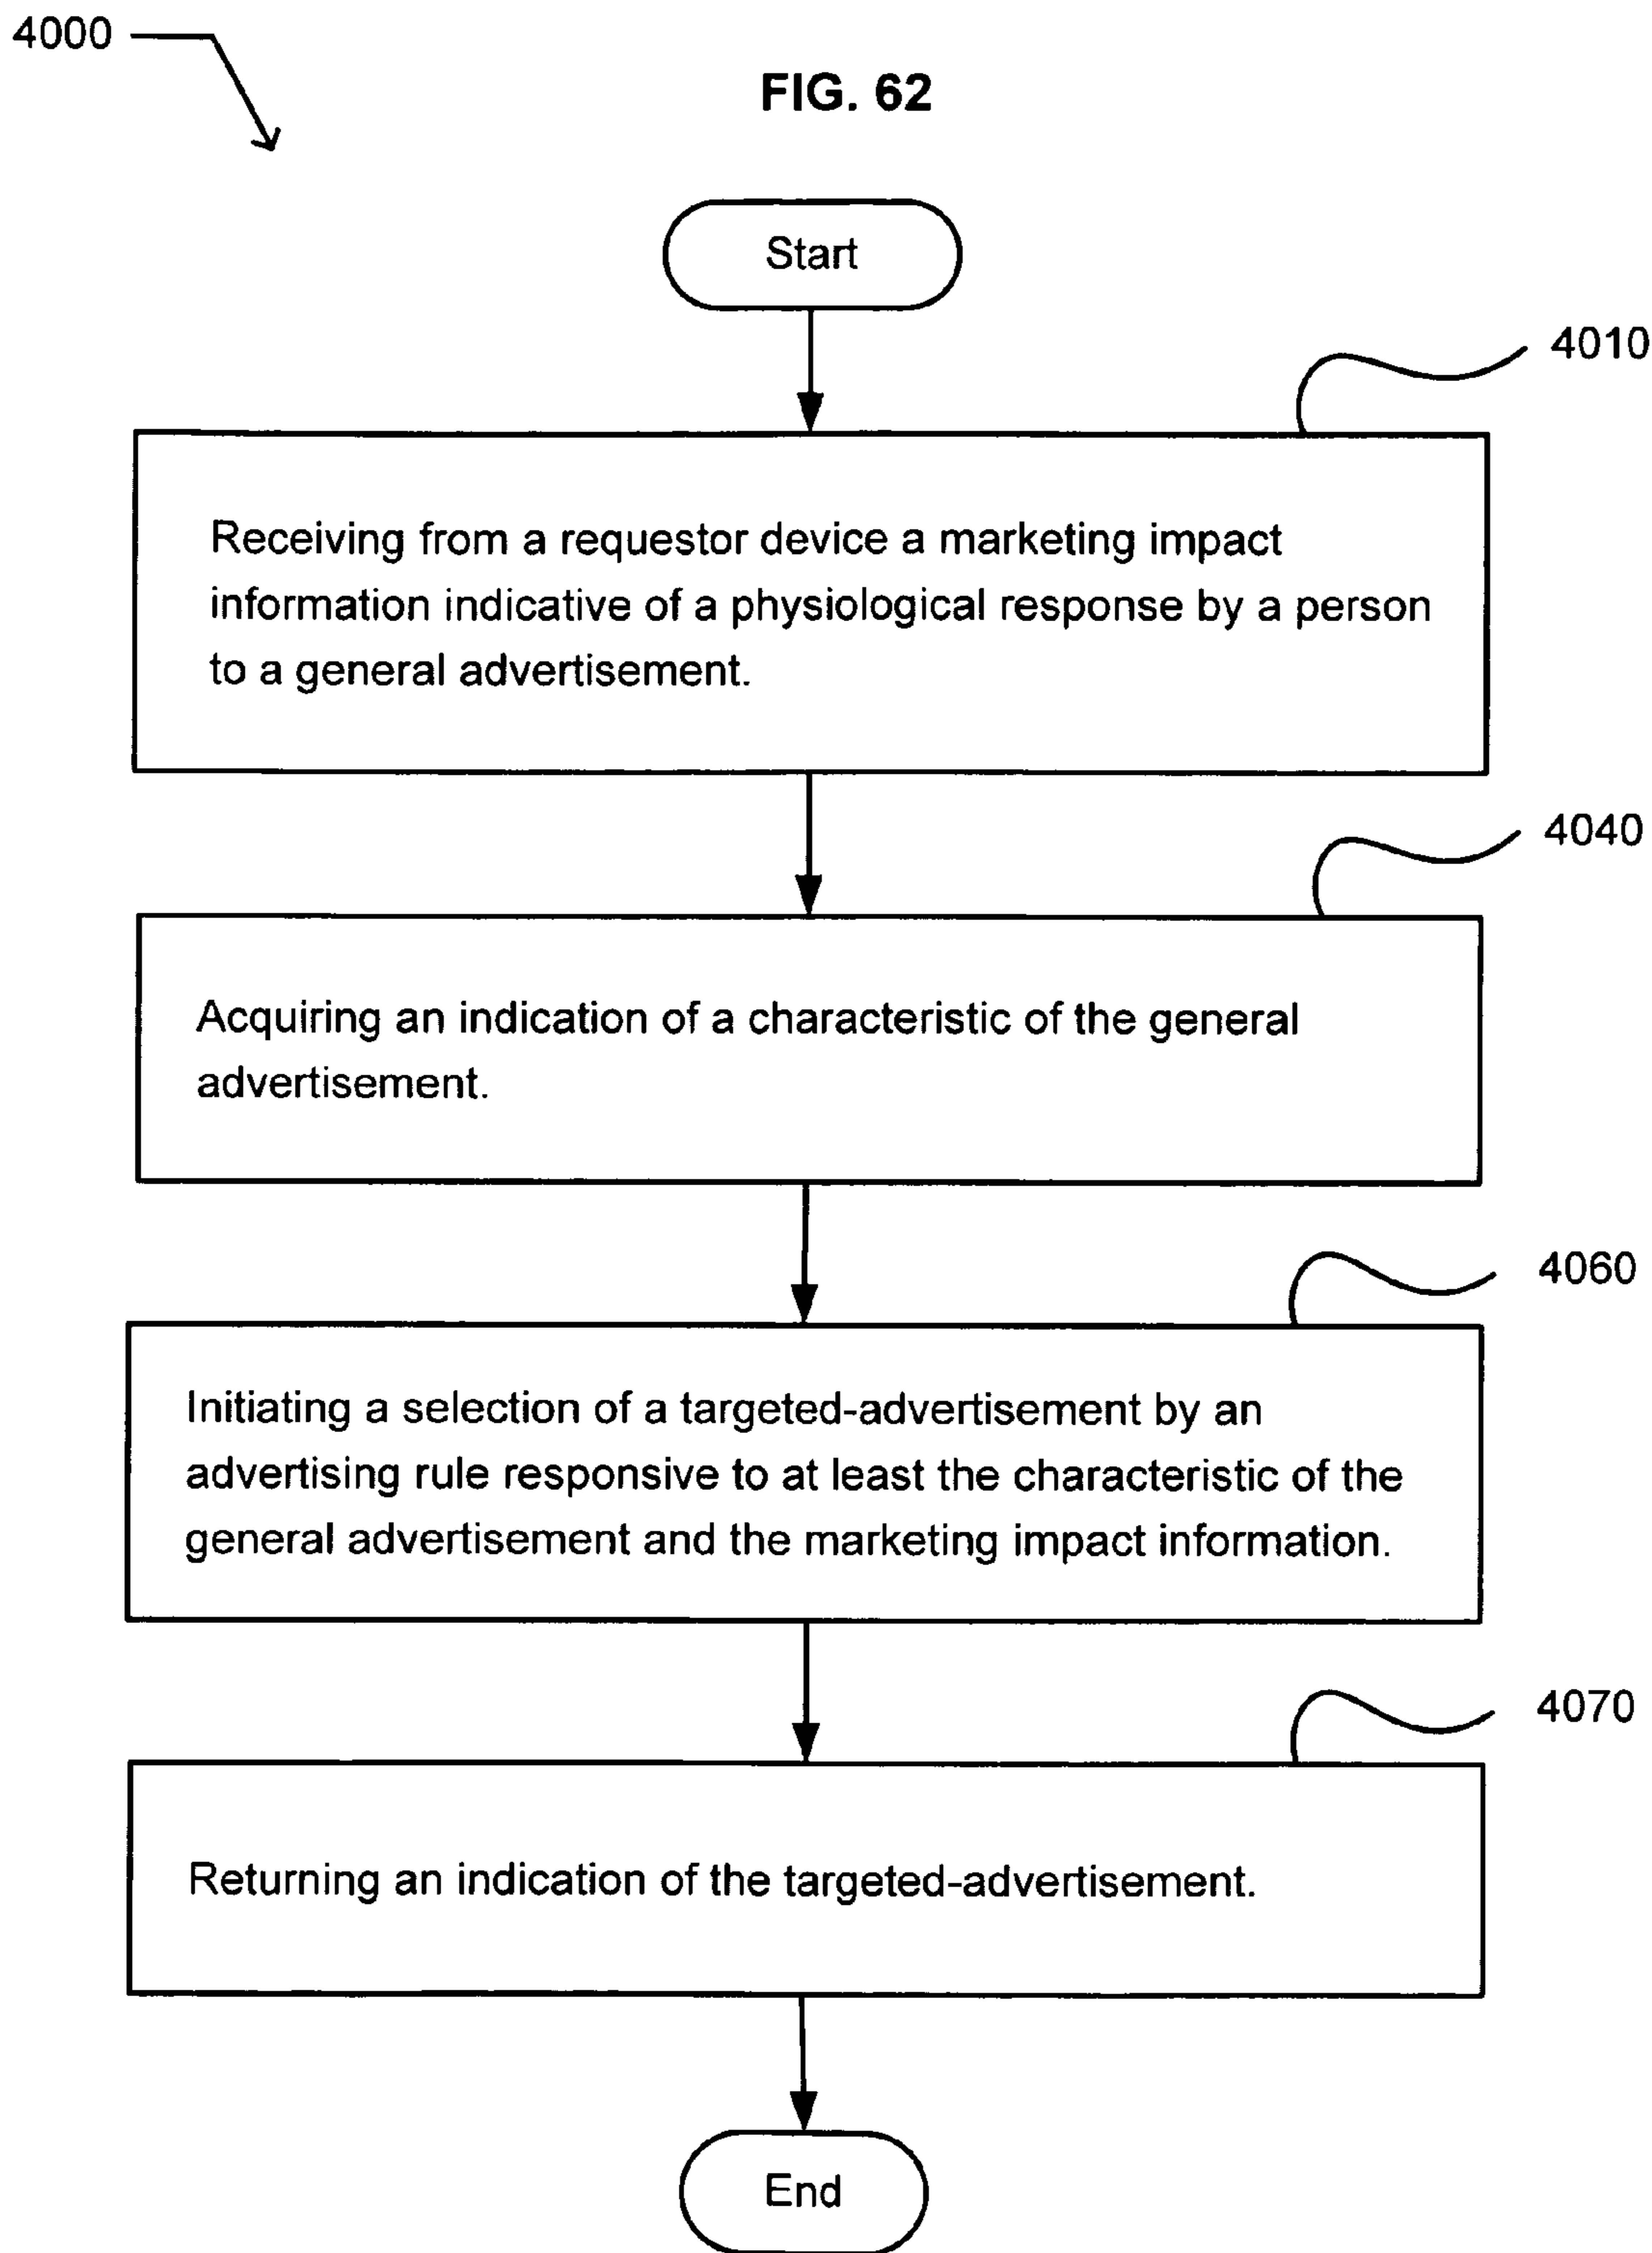 4000
FIG. 62
Start
4010
Receiving from a requestor device a marketing impact
information indicative of a physiological response by a person
to a general advertisement.
4040
Acquiring an indication of a characteristic of the general
advertisement.
4060
Initiating a selection of a targeted-advertisement by an
advertising rule responsive to at least the characteristic of the
general advertisement and the marketing impact information.
4070
Returning an indication of the targeted-advertisement.
End